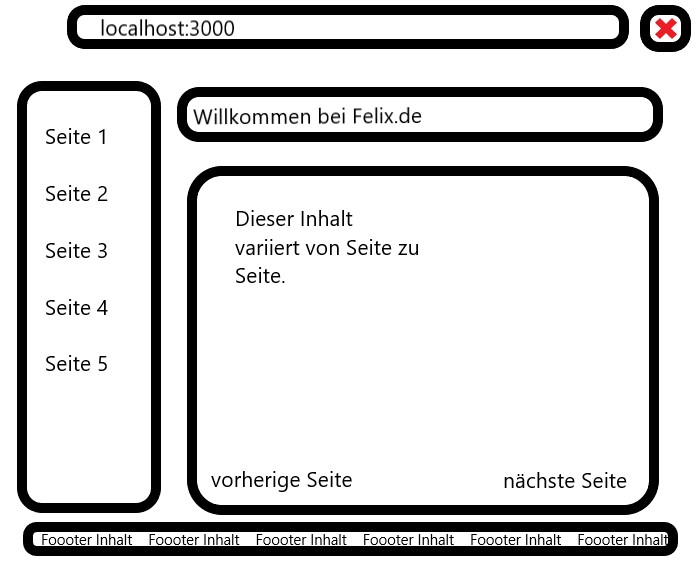 localhost:3000
Willkommen bei Felix.de
Seite 1
Seite 2
Seite 3
Seite 4
Seite 5
Dieser Inhalt
variiert von Seite zu
Seite.
vorherige Seite
nächste Seite
Foooter Inhalt Foooter Inhalt Foooter Inhalt Foooter Inhalt Foooter Inhalt Foooter Inhalt